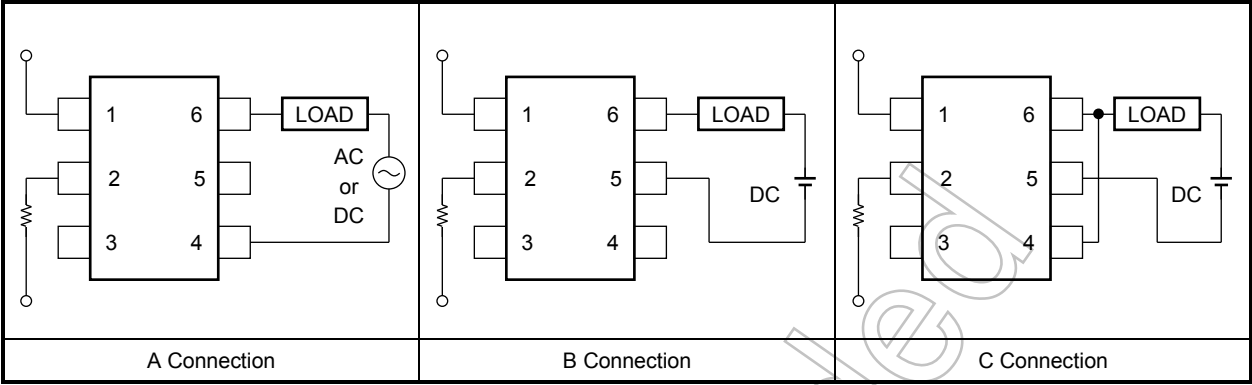 1 6 LOAD
2 5
3 4
AC
or
DC
A Connection
1 6 LOAD
2 5
3 4
DC
B Connection
1 6 LOAD
2 5
3 4
DC
C Connection